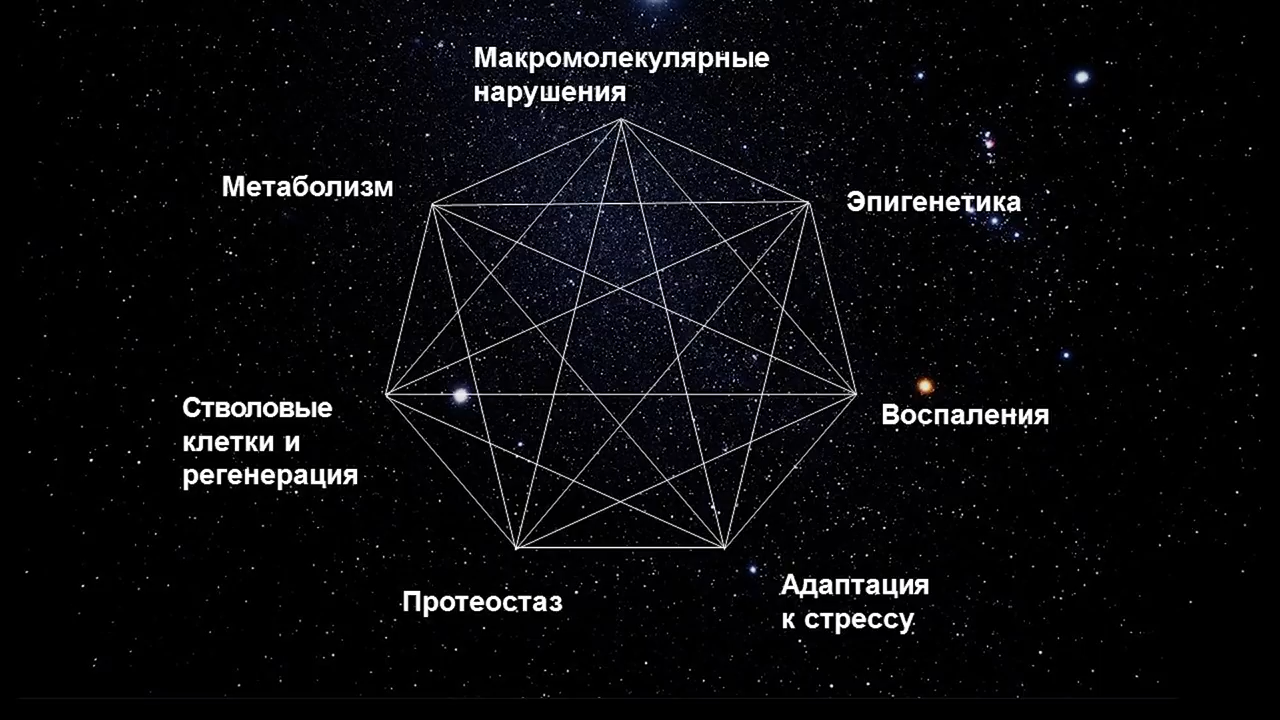 Макромолекулярные
нарушения
Метаболизм
Эпигенетика
Стволовые
клетки и
регенерация
Воспаления
Протеостаз
Адаптация
к стрессу